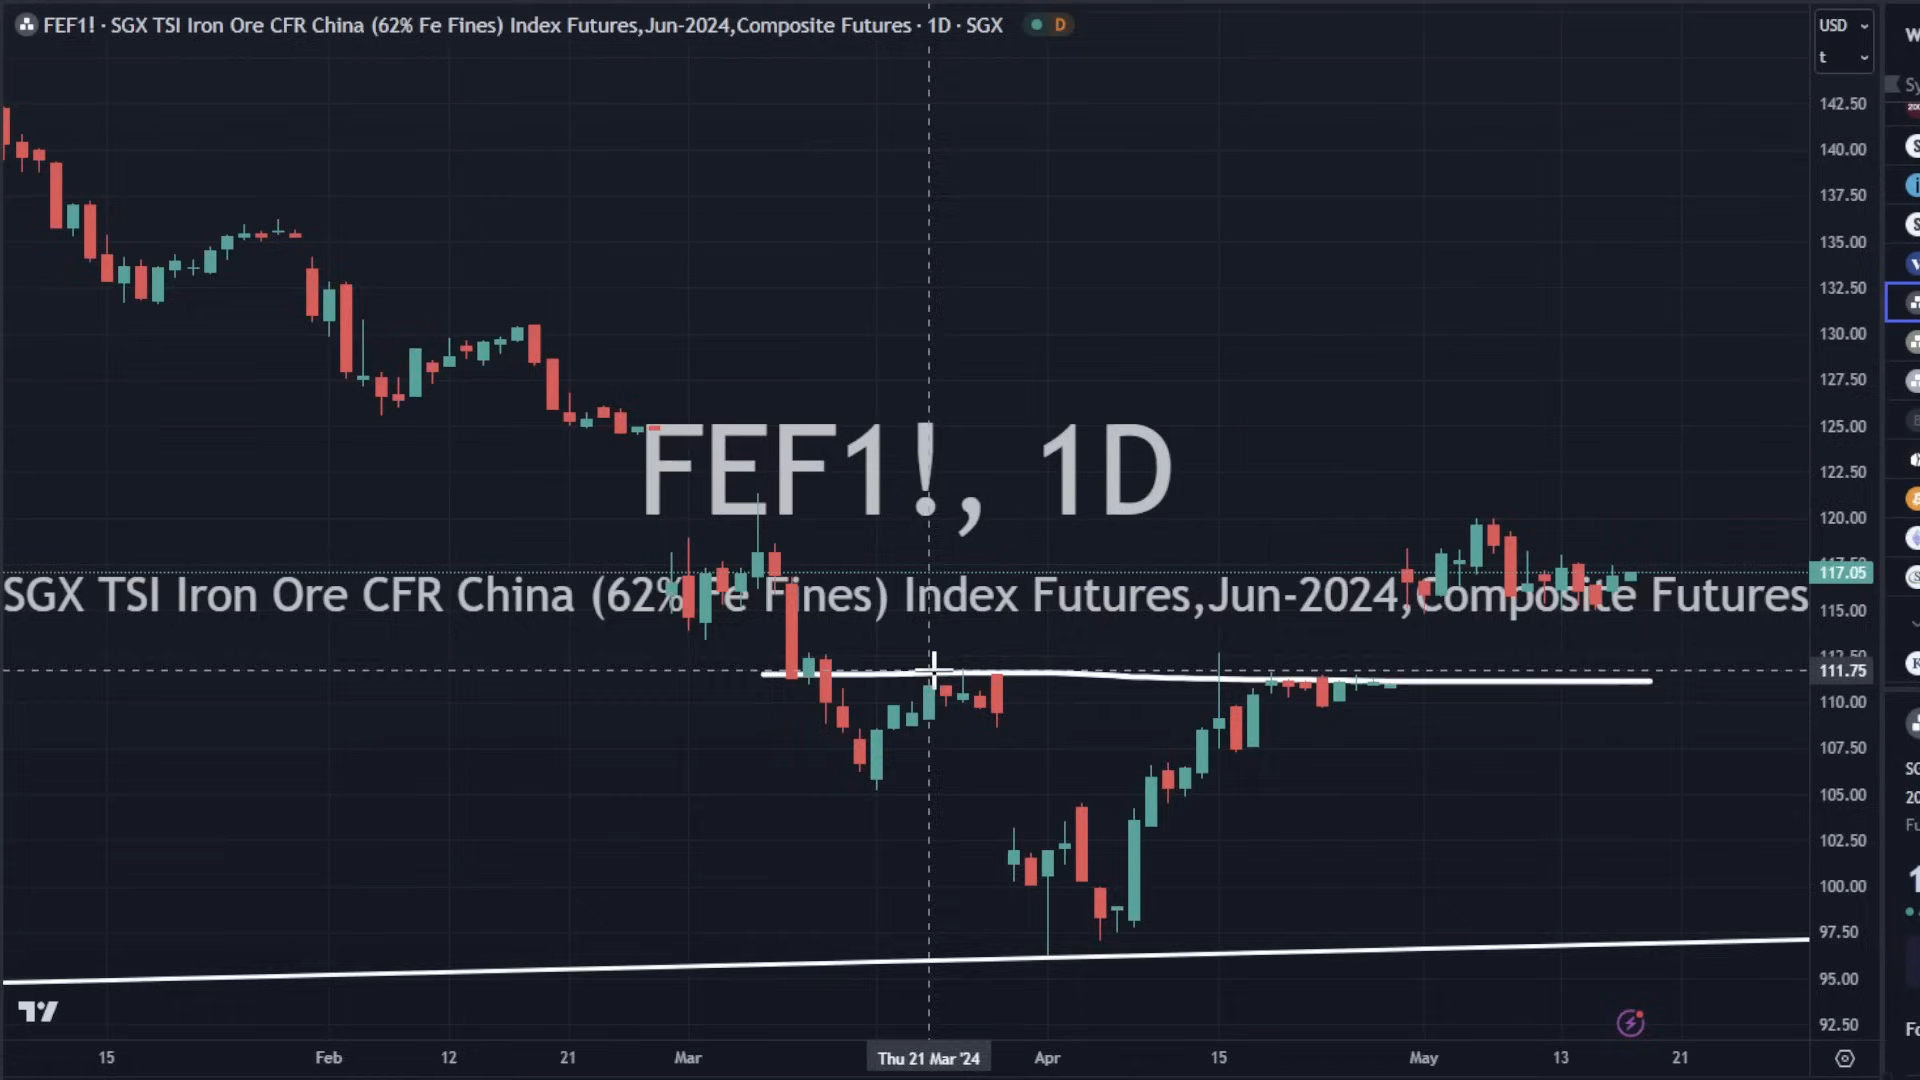 FEF1! · SGX TSI Iron Ore CFR China (62% Fe Fines) Index Futures,Jun-2024,Composite Futures · 1D · SGX
D
USD
t
142.50
140.00
137.50
135.00
132.50
130.00
127.50
125.00
FEF1!, 1D
122.50
120.00
117.05
SGX TSI Iron Ore CFR China (62% Fe Fines) Index Futures,Jun-2024,Composite Futures
115.00
111.75
110.00
107.50
105.00
102.50
100.00
97.50
95.00
92.50
15
Feb
12
21
Mar
Thu 21 Mar '24
Apr
15
May
13
21